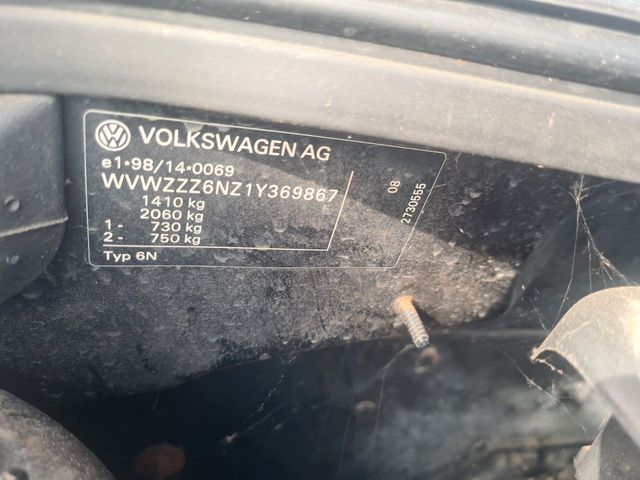 VOLKSWAGEN AG
e1*98/14*0069
WVWZZZ6NZ1Y369867
1410 kg
2060 kg
1- 730 kg
2- 750 kg
Typ 6N
08
2730555